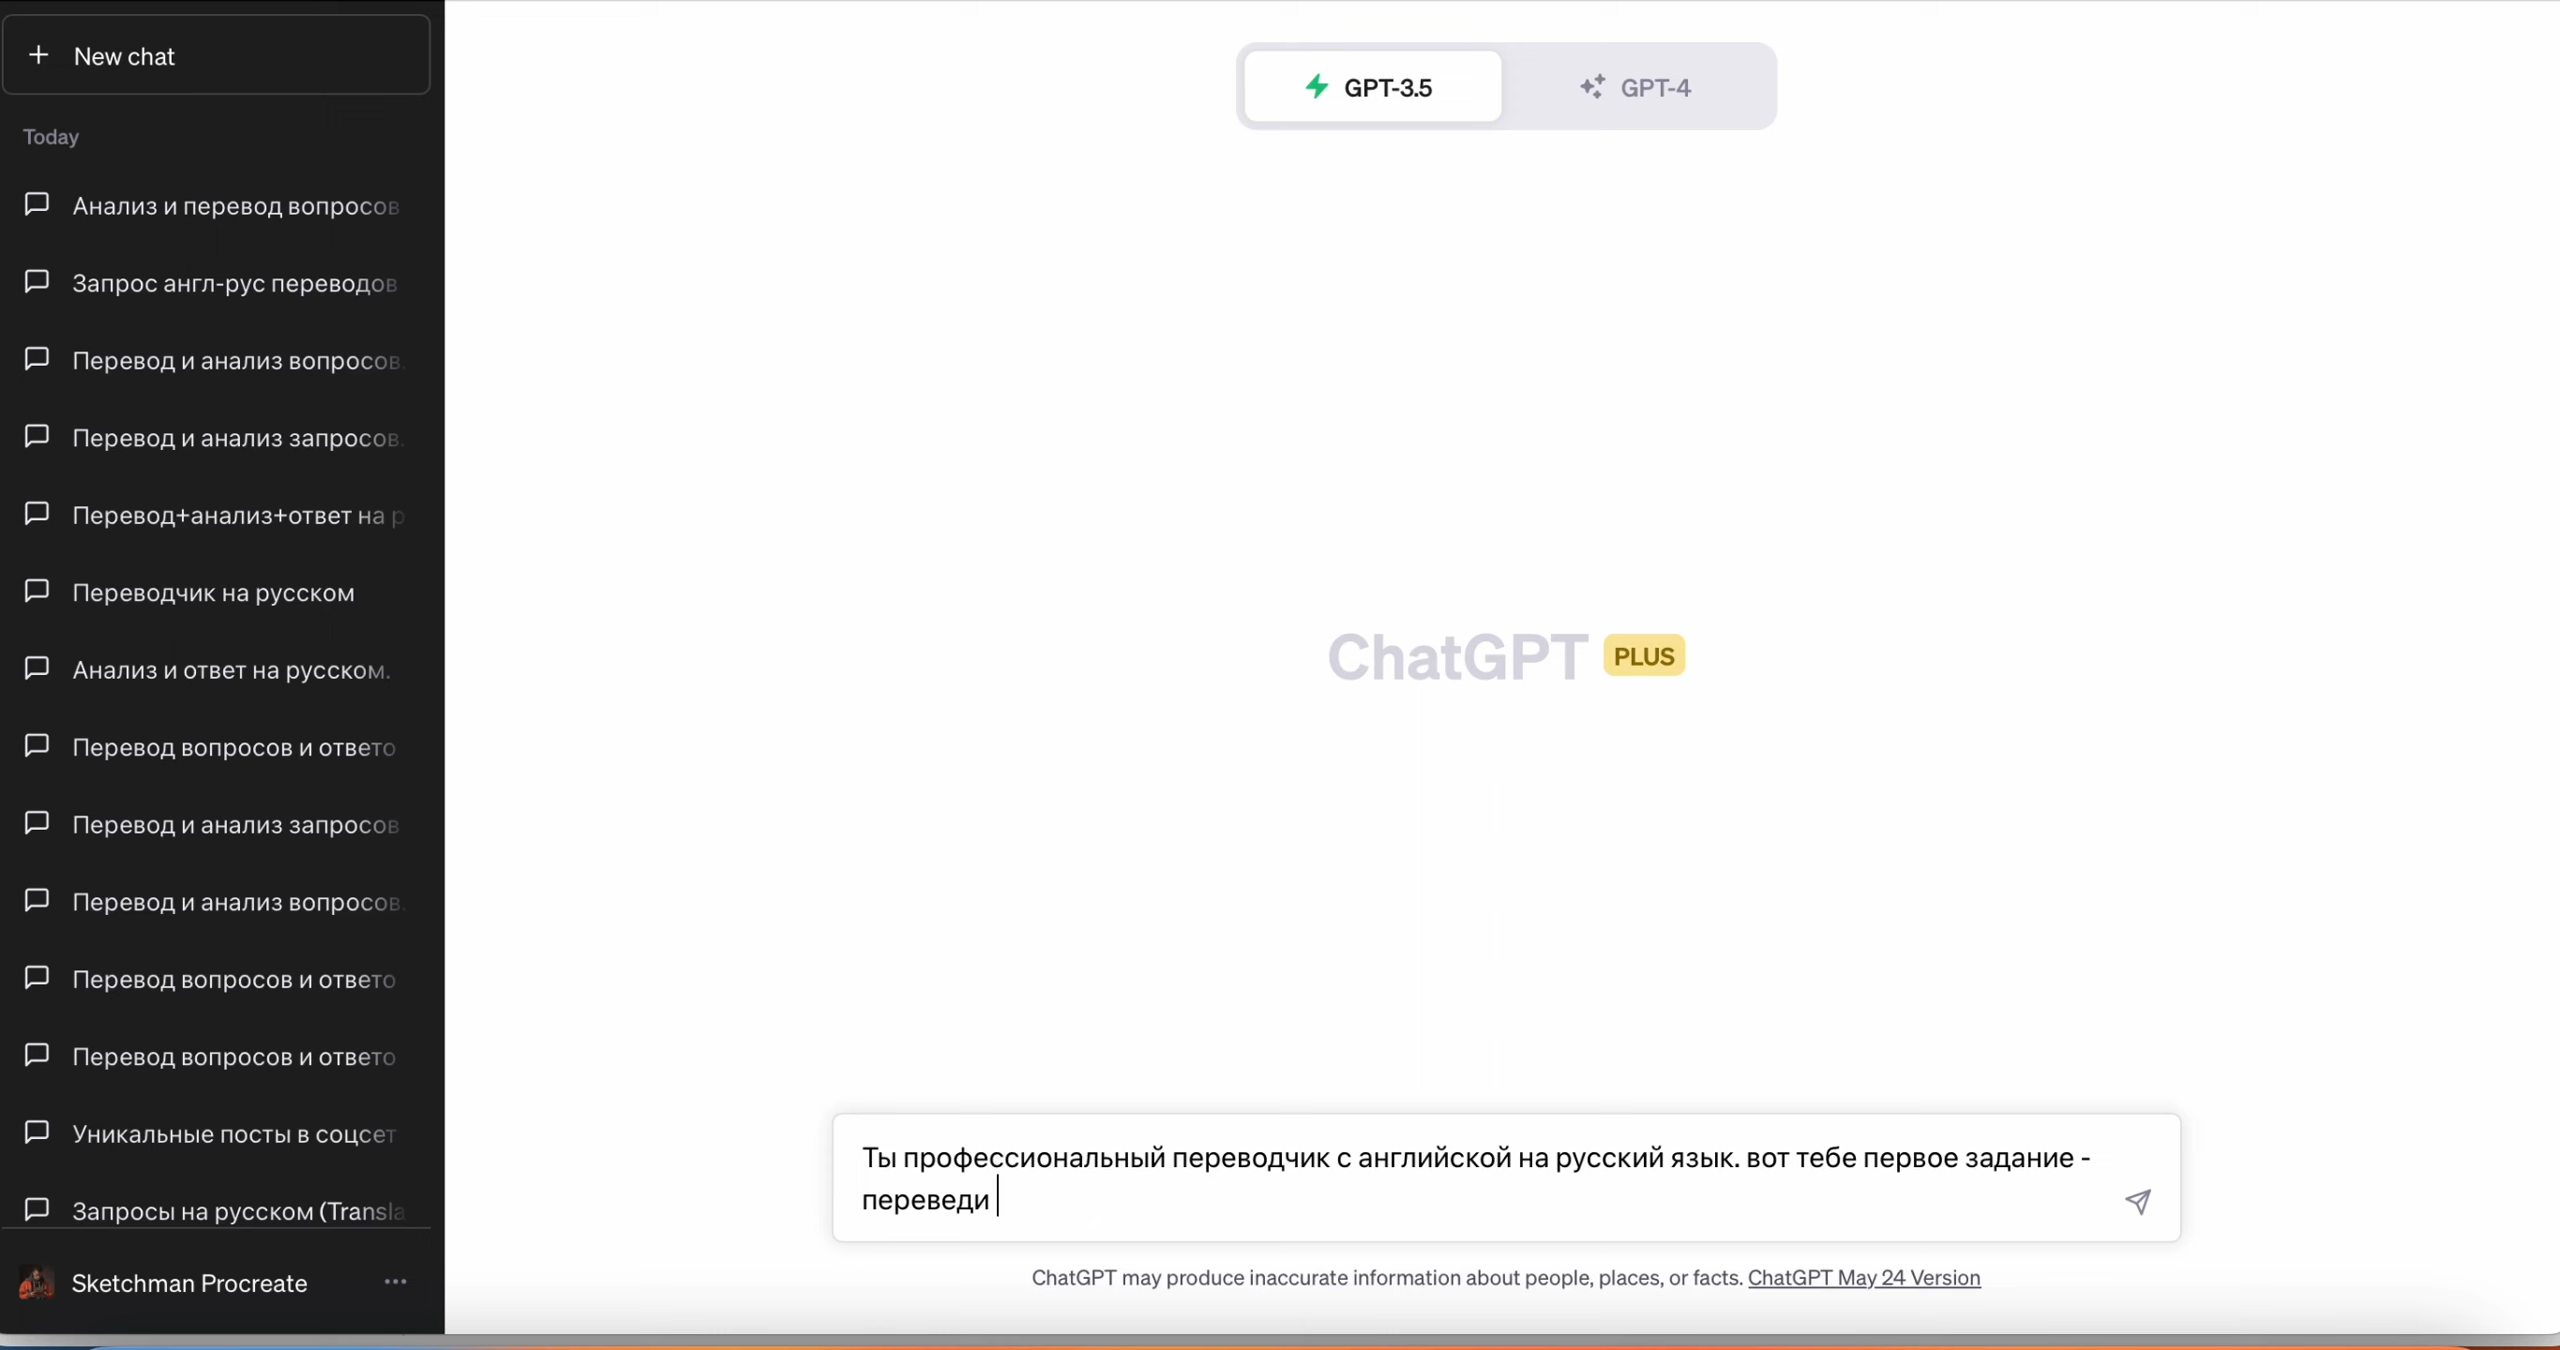 New chat
Today
Анализ и перевод вопросов
Запрос англ-рус переводов
Перевод и анализ вопросов.
Перевод и анализ запросов.
Перевод+анализ+ответ на р
Переводчик на русском
Анализ и ответ на русском.
Перевод вопросов и ответо
Перевод и анализ запросов
Перевод и анализ вопросов.
Перевод вопросов и ответо
Перевод вопросов и ответо
Уникальные посты в соцсет
Запросы на русском (Transla
Sketchman Procreate
GPT-3.5
GPT-4
ChatGPT PLUS
Ты профессиональный переводчик с английской на русский язык. вот тебе первое задание -
переведи
ChatGPT may produce inaccurate information about people, places, or facts. ChatGPT May 24 Version